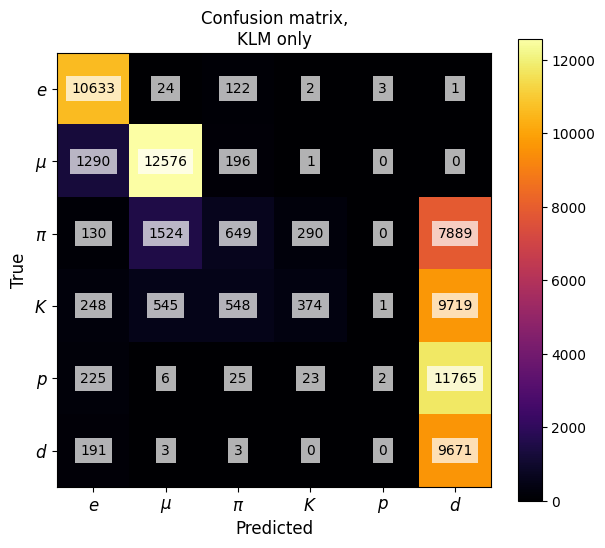 Confusion matrix,
KLM only
True
e 10633 24 122 2 3 1
μ 1290 12576 196 1 0 0
π 130 1524 649 290 0 7889
K 248 545 548 374 1 9719
p 225 6 25 23 2 11765
d 191 3 3 0 0 9671
e μ π K p d
Predicted
12000
10000
8000
6000
4000
2000
0